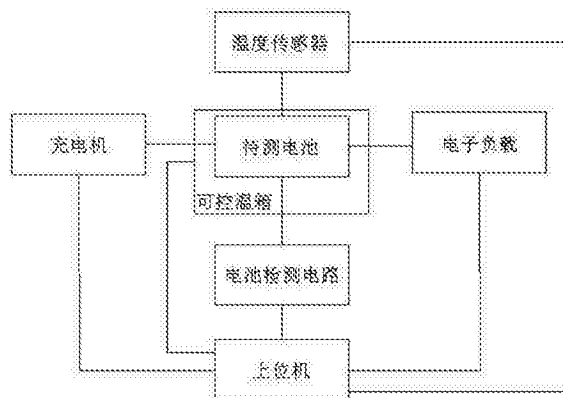 温度传感器
充电机
待测电池
电子负载
可控温箱
电池检测电路
上位机